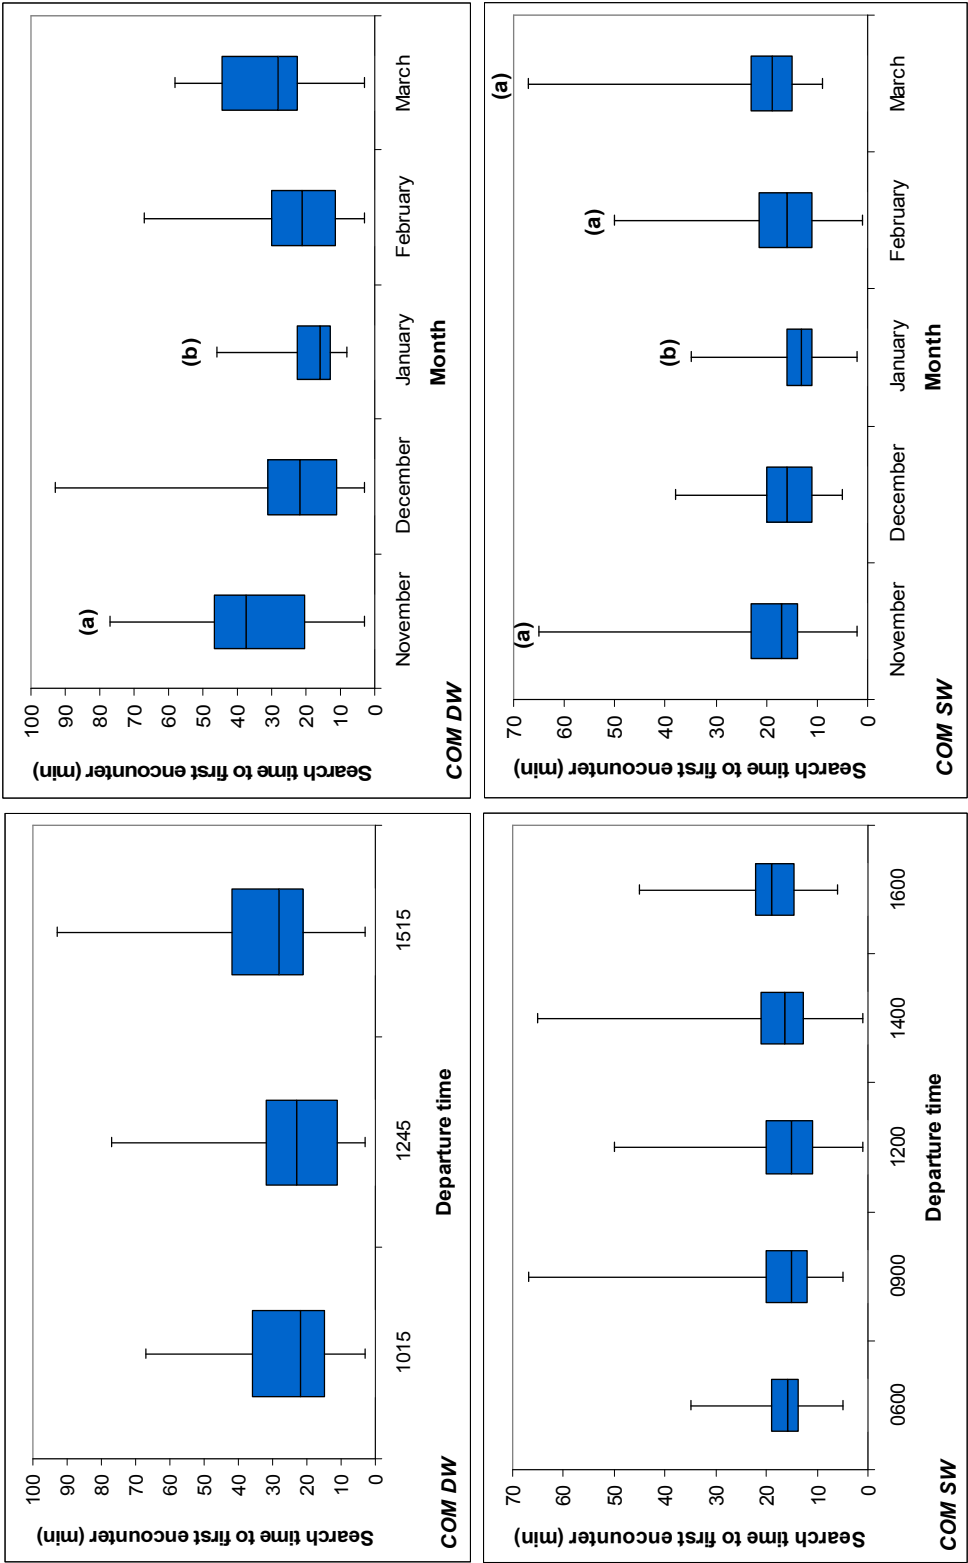 Search time to first encounter (min)
100
90
80
70
60
50
40
30
20
10
0
1015
1245
1515
Departure time
COM DW
Search time to first encounter (min)
100
90
80
70
60
50
40
30
20
10
0
(a)
(b)
November
December
January
February
March
Month
COM DW
Search time to first encounter (min)
70
60
50
40
30
20
10
0
0600
0900
1200
1400
1600
Departure time
COM SW
Search time to first encounter (min)
70
60
50
40
30
20
10
0
(a)
(b)
(a)
(a)
November
December
January
February
March
Month
COM SW